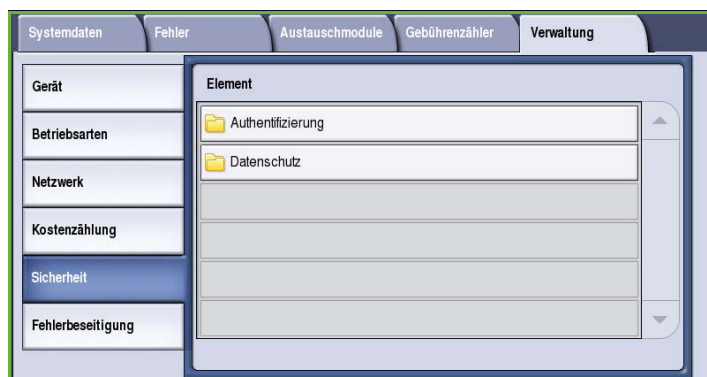 Systemdaten
Fehler
Austauschmodule
Gebührenzähler
Verwaltung
Gerät
Betriebsarten
Netzwerk
Kostenzählung
Sicherheit
Fehlerbeseitigung
Element
Authentifizierung
Datenschutz